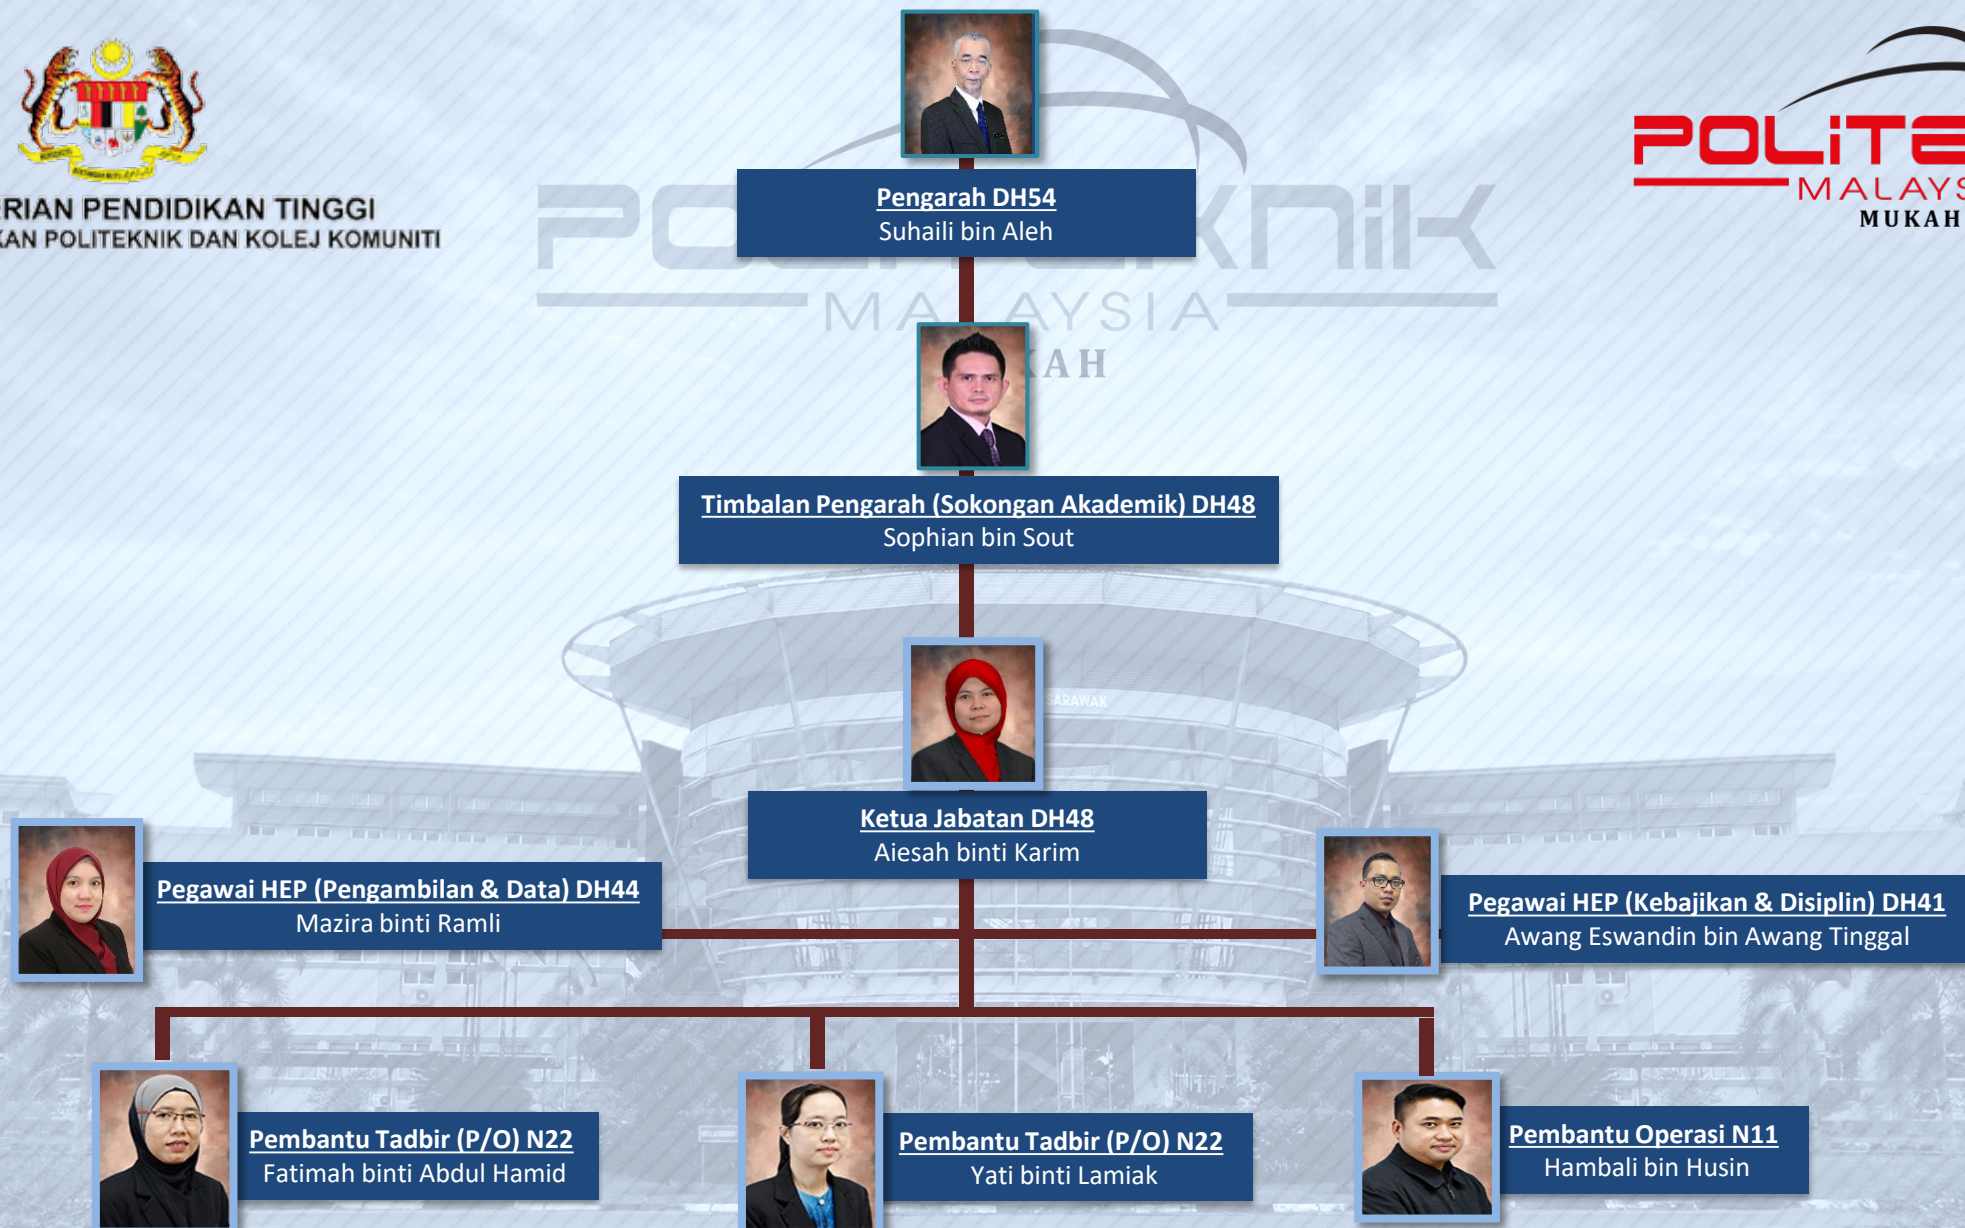 ERIAN PENDIDIKAN TINGGI
KAN POLITEKNIK DAN KOLEJ KOMUNITI
MALAYS
MUKAH
Pengarah DH54
Suhaili bin Aleh
MALAYSIA
Timbalan Pengarah (Sokongan Akademik) DH48
Sophian bin Sout
SARAWAK
Ketua Jabatan DH48
Aiesah binti Karim
Pegawai HEP (Pengambilan & Data) DH44
Mazira binti Ramli
Pegawai HEP (Kebajikan & Disiplin) DH41
Awang Eswandin bin Awang Tinggal
Pembantu Tadbir (P/O) N22
Fatimah binti Abdul Hamid
Pembantu Tadbir (P/O) N22
Yati binti Lamiak
Pembantu Operasi N11
Hambali bin Husin